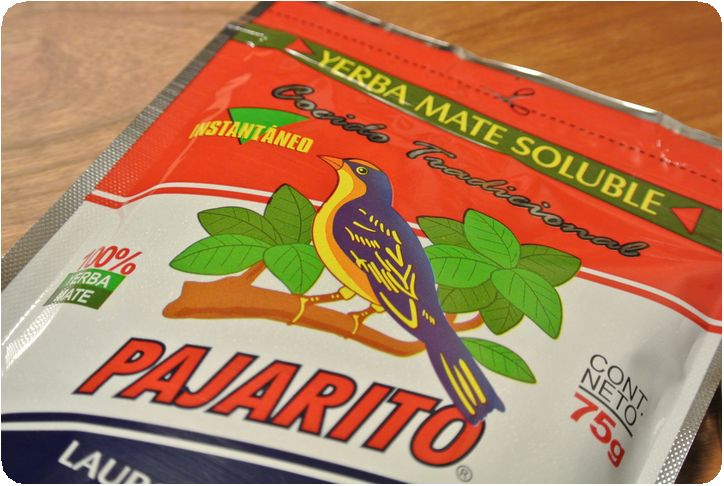 YERBA MATE SOLUBLE
Cocido Tradicional
INSTANTÁNEO
100%
YERBA
MATE
PAJARITO
®
CONT.
NETO
75g